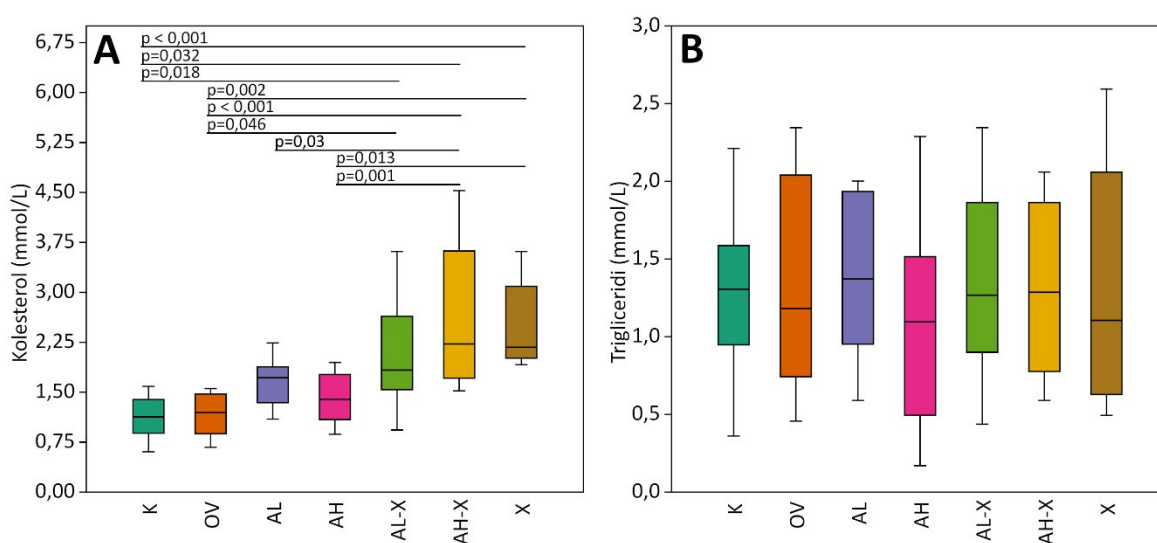 A
Kolesterol (mmol/L)
6,75
6,00
5,25
4,50
3,75
3,00
2,25
1,50
0,75
0,00
p < 0,001
p=0,032
p=0,018
p=0,002
p < 0,001
p=0,046
p=0,03
p=0,013
p=0,001
K
OV
AL
AH
AL-X
AH-X
X
B
Trigliceridi (mmol/L)
3,0
2,5
2,0
1,5
1,0
0,5
0,0
K
OV
AL
AH
AL-X
AH-X
X